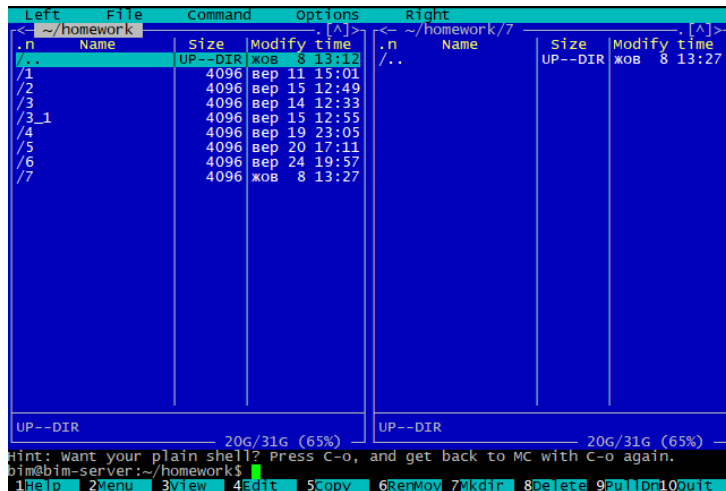 Left File Command Options Right
<- ~/homework .[^]>
.n Name Size Modify time
/.. UP--DIR жов 8 13:12
/1 4096 вер 11 15:01
/2 4096 вер 15 12:49
/3 4096 вер 14 12:33
/3_1 4096 вер 15 12:55
/4 4096 вер 19 23:05
/5 4096 вер 20 17:11
/6 4096 вер 24 19:57
/7 4096 жов 8 13:27
UP--DIR
20G/31G (65%)
<- ~/homework/7 .[^]>
.n Name Size Modify time
/.. UP--DIR жов 8 13:27
UP--DIR
20G/31G (65%)
Hint: Want your plain shell? Press C-o, and get back to MC with C-o again.
bim@bim-server:~/homework$
1Help 2Menu 3View 4Edit 5Copy 6RenMov 7Mkdir 8Delete 9PullDn 10Quit